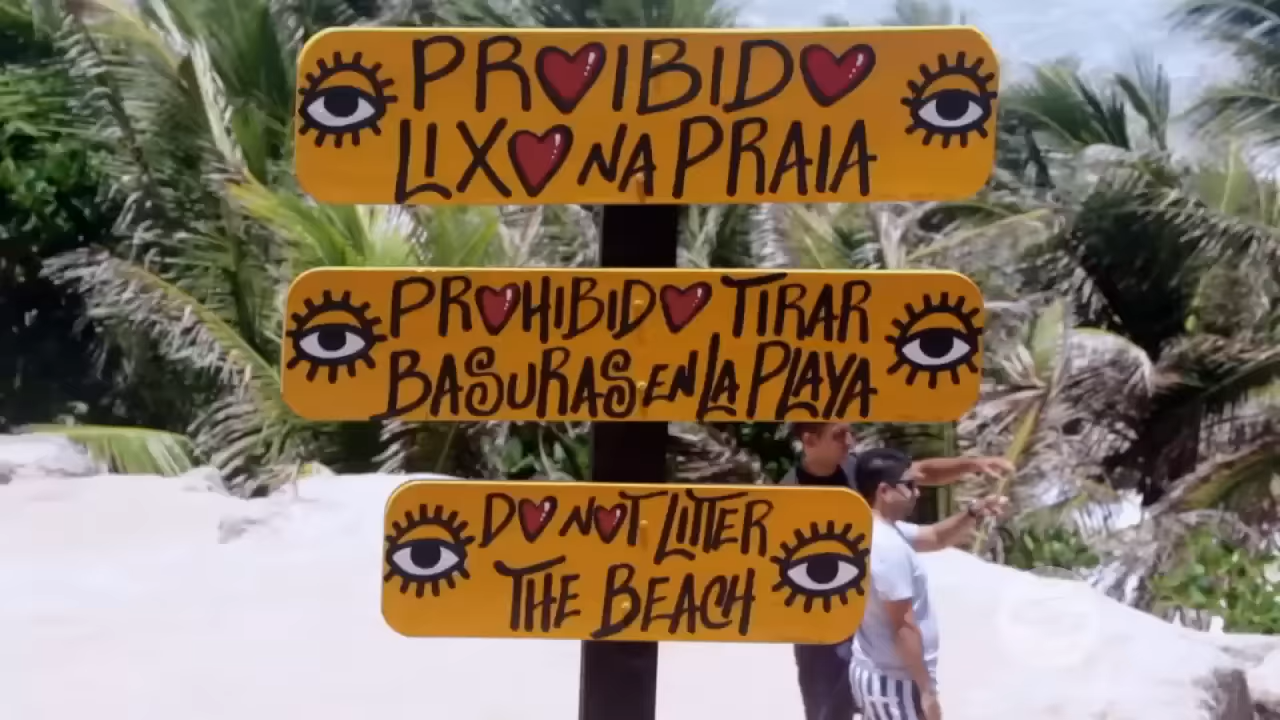 PROIBIDO
LIXO NA PRAIA
PROHIBIDO TIRAR
BASURAS EN LA PLAYA
DO NOT LITTER
THE BEACH